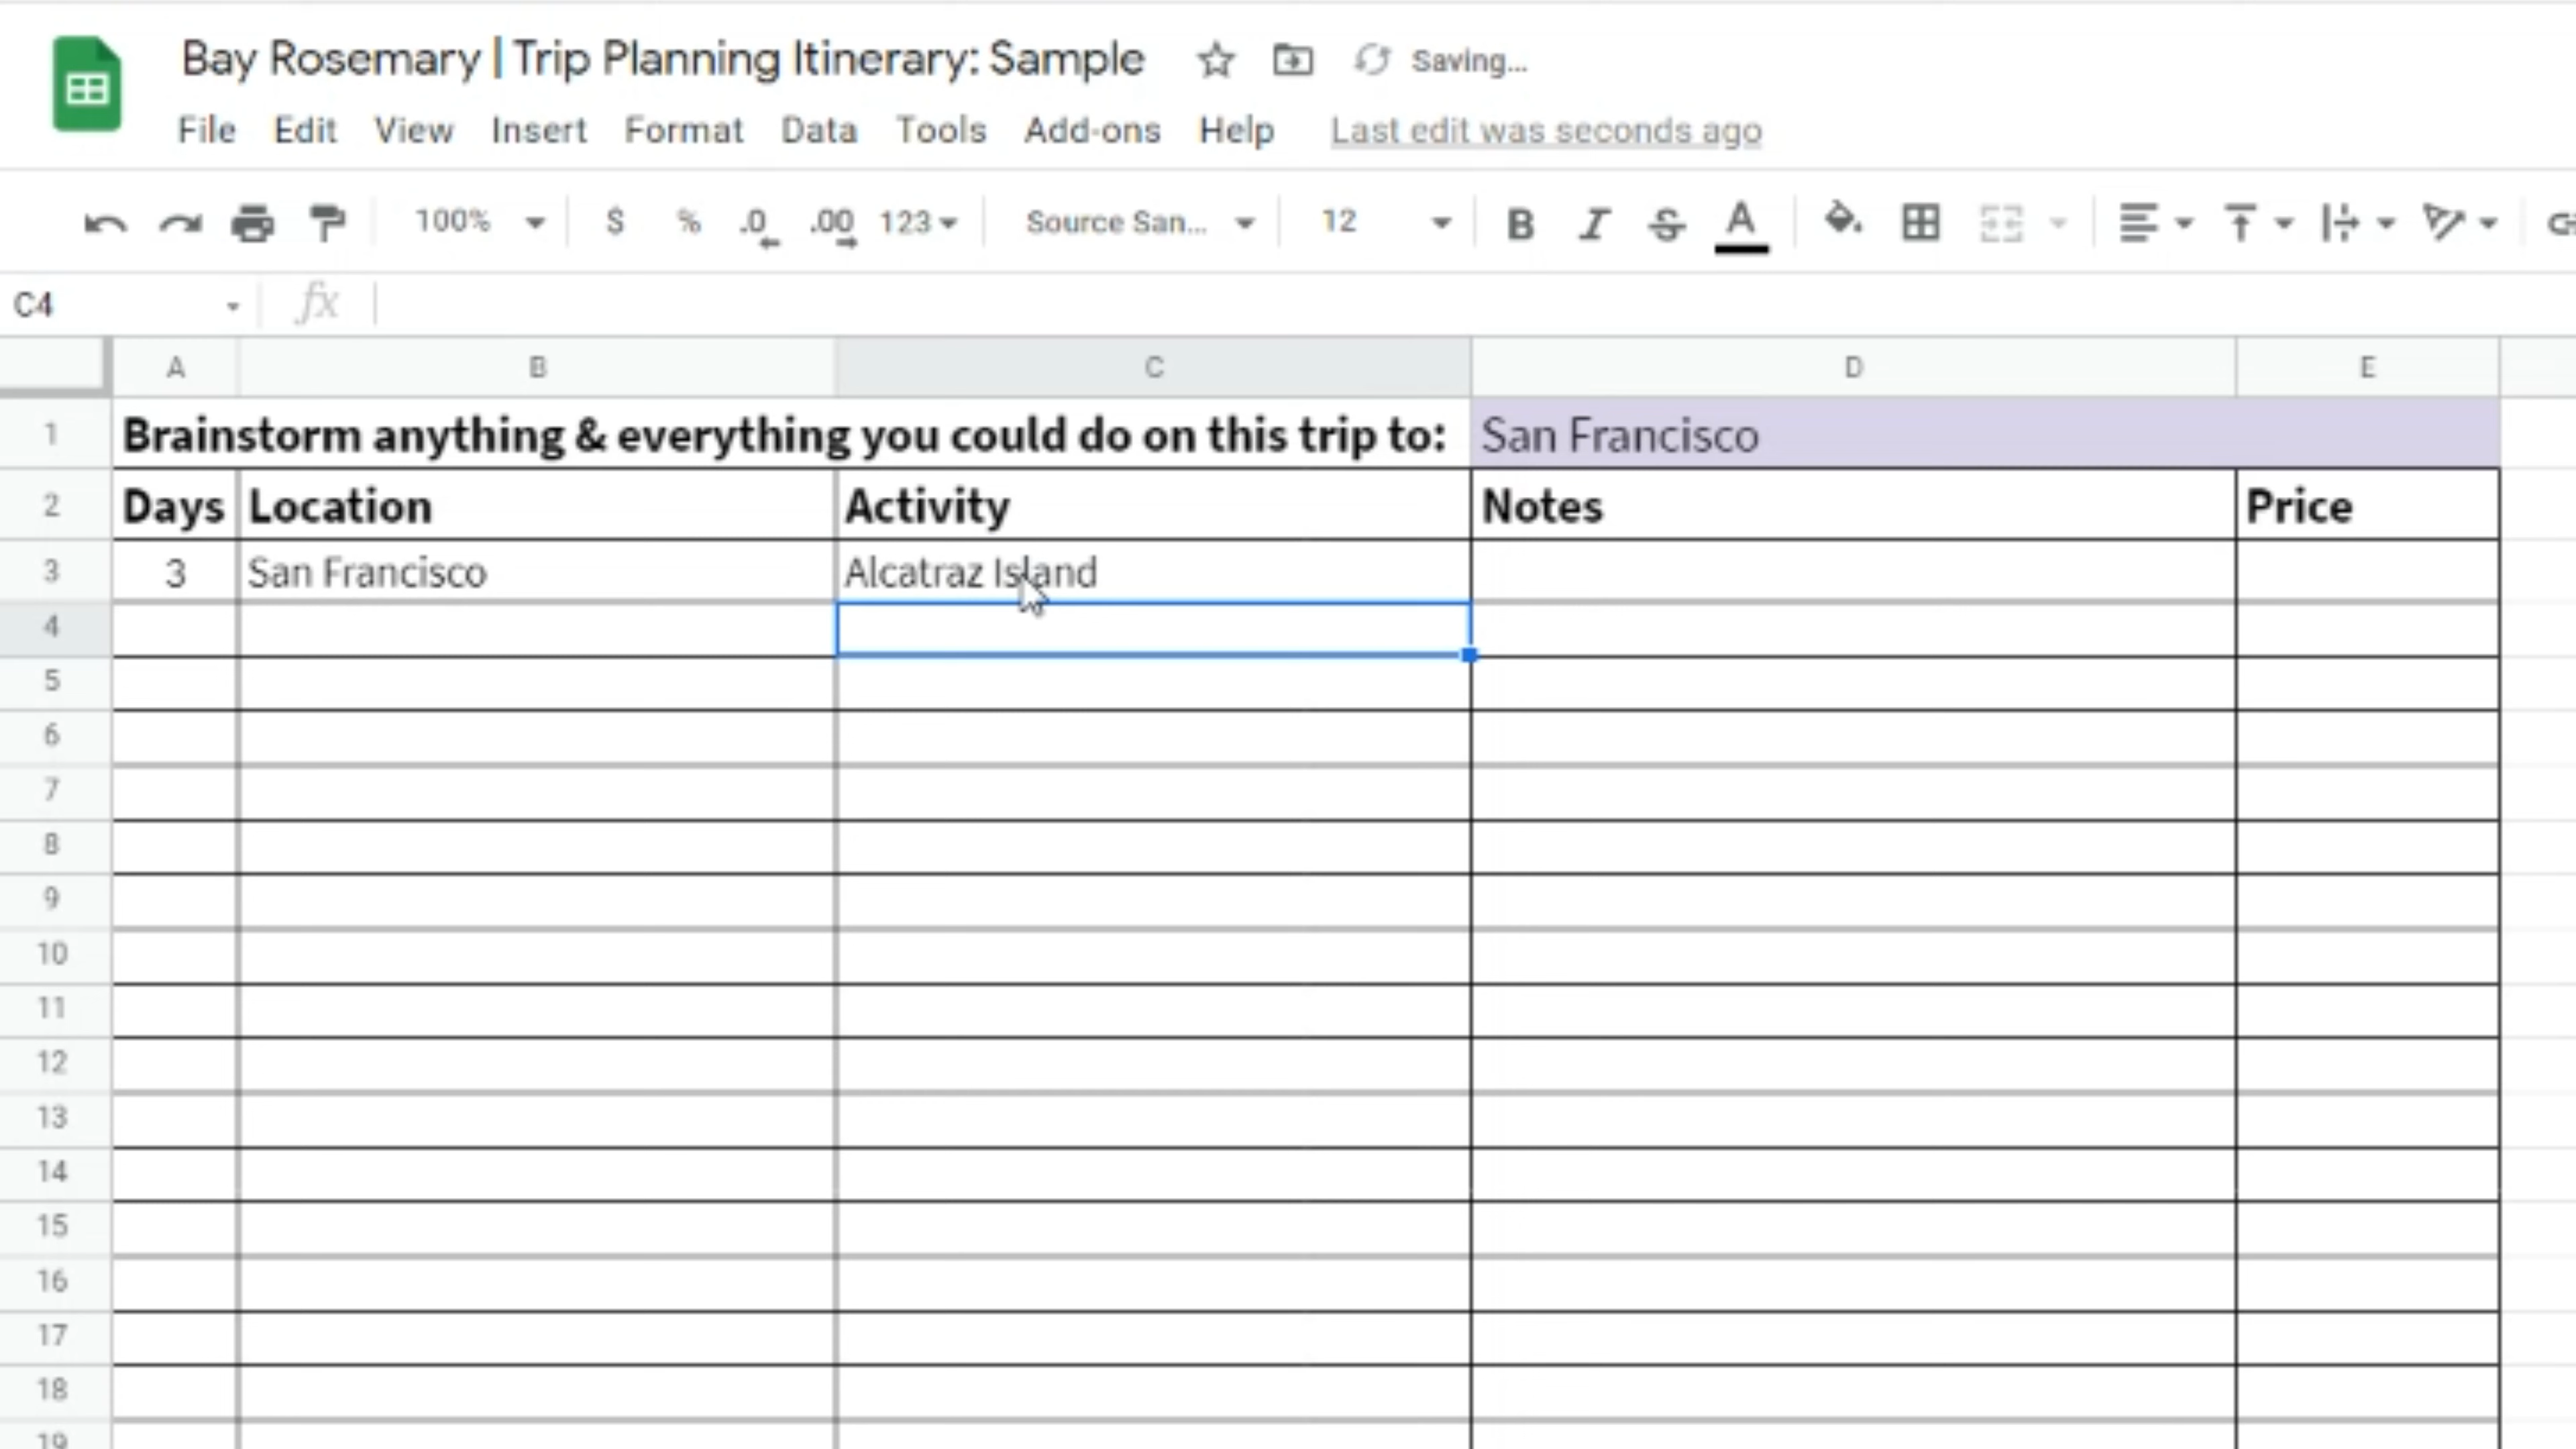 Bay Rosemary | Trip Planning Itinerary: Sample Saving...
File Edit View Insert Format Data Tools Add-ons Help Last edit was seconds ago
100% $ % .0 .00 123 Source San... 12 B I S A
C4 fx
A B C D E
1 Brainstorm anything & everything you could do on this trip to: San Francisco
2 Days Location Activity Notes Price
3 3 San Francisco Alcatraz Island
4
5
6
7
8
9
10
11
12
13
14
15
16
17
18
19